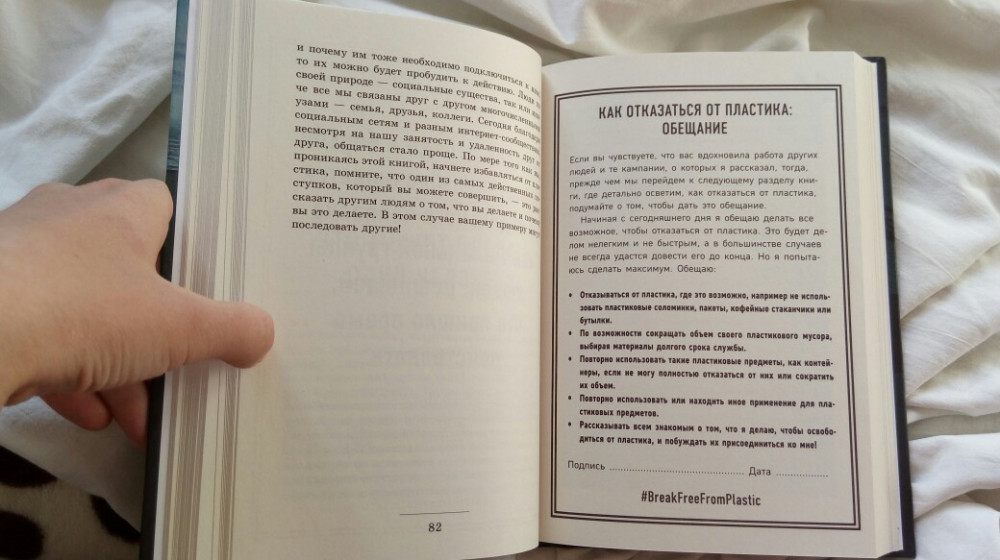 и почему им тоже необходимо подключиться к
то их можно будет пробудить к действию. Люди
своей природе — социальные существа, так или
че все мы связаны друг с другом многочисленными
узами — семья, друзья, коллеги. Сегодня
социальным сетям и разным
несмотря на нашу занятость и удаленность друг
друга, общаться стало проще. По мере того как вы,
проникаясь этой книгой, начнете избавляться от
стика, помните, что один из самых действенных
ступков, который вы можете совершить, — это
сказать другим людям о том, что вы делаете и почему
вы это делаете. В этом случае вашему примеру
последовать другие!
82
КАК ОТКАЗАТЬСЯ ОТ ПЛАСТИКА:
ОБЕЩАНИЕ
Если вы чувствуете, что вас вдохновила работа других
людей и те кампании, о которых я рассказал, тогда,
прежде чем мы перейдем к следующему разделу кни-
ги, где детально осветим, как отказаться от пластика,
подумайте о том, чтобы дать это обещание.
Начиная с сегодняшнего дня я обещаю делать все
возможное, чтобы отказаться от пластика. Это будет де-
лом нелегким и не быстрым, а в большинстве случаев
не всегда удастся довести его до конца. Но я попыта-
юсь сделать максимум. Обещаю:
• Отказываться от пластика, где это возможно, например не исполь-
зовать пластиковые соломинки, пакеты, кофейные стаканчики или
бутылки.
• По возможности сокращать объем своего пластикового мусора,
выбирая материалы долгого срока службы.
• Повторно использовать такие пластиковые предметы, как контей-
неры, если не могу полностью отказаться от них или сократить
их объем.
• Повторно использовать или находить иное применение для пла-
стиковых предметов.
• Рассказывать всем знакомым о том, что я делаю, чтобы освобо-
диться от пластика, и побуждать их присоединиться ко мне!
Подпись ........................................ Дата ................
#BreakFreeFromPlastic